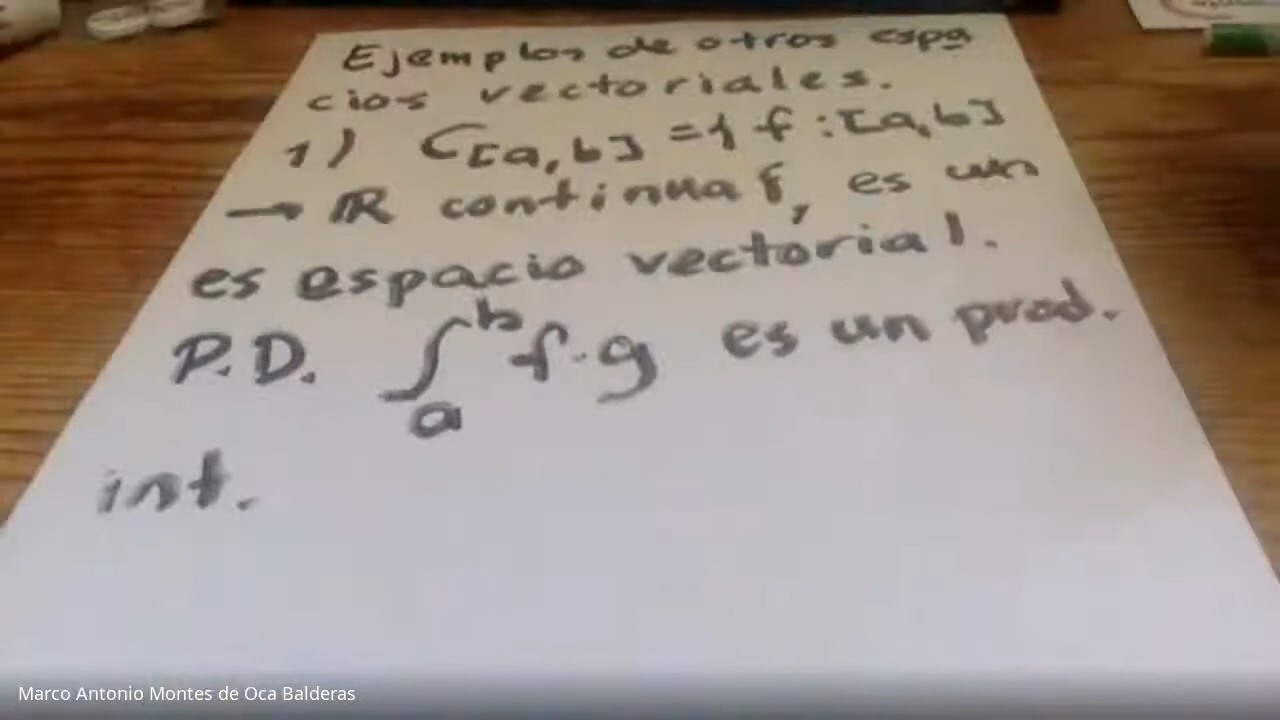 Ejemplos de otros espa
cios vectoriales.
1) C[a,b] = { f : [a,b]
→ ℝ continua }, es un
es espacio vectorial.
P.D. ∫ₐᵇ f·g es un prod.
int.
Marco Antonio Montes de Oca Balderas